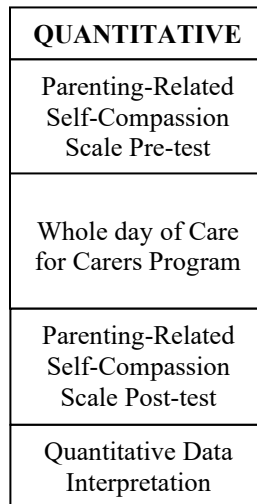 QUANTITATIVE
Parenting-Related
Self-Compassion
Scale Pre-test
Whole day of Care
for Carers Program
Parenting-Related
Self-Compassion
Scale Post-test
Quantitative Data
Interpretation